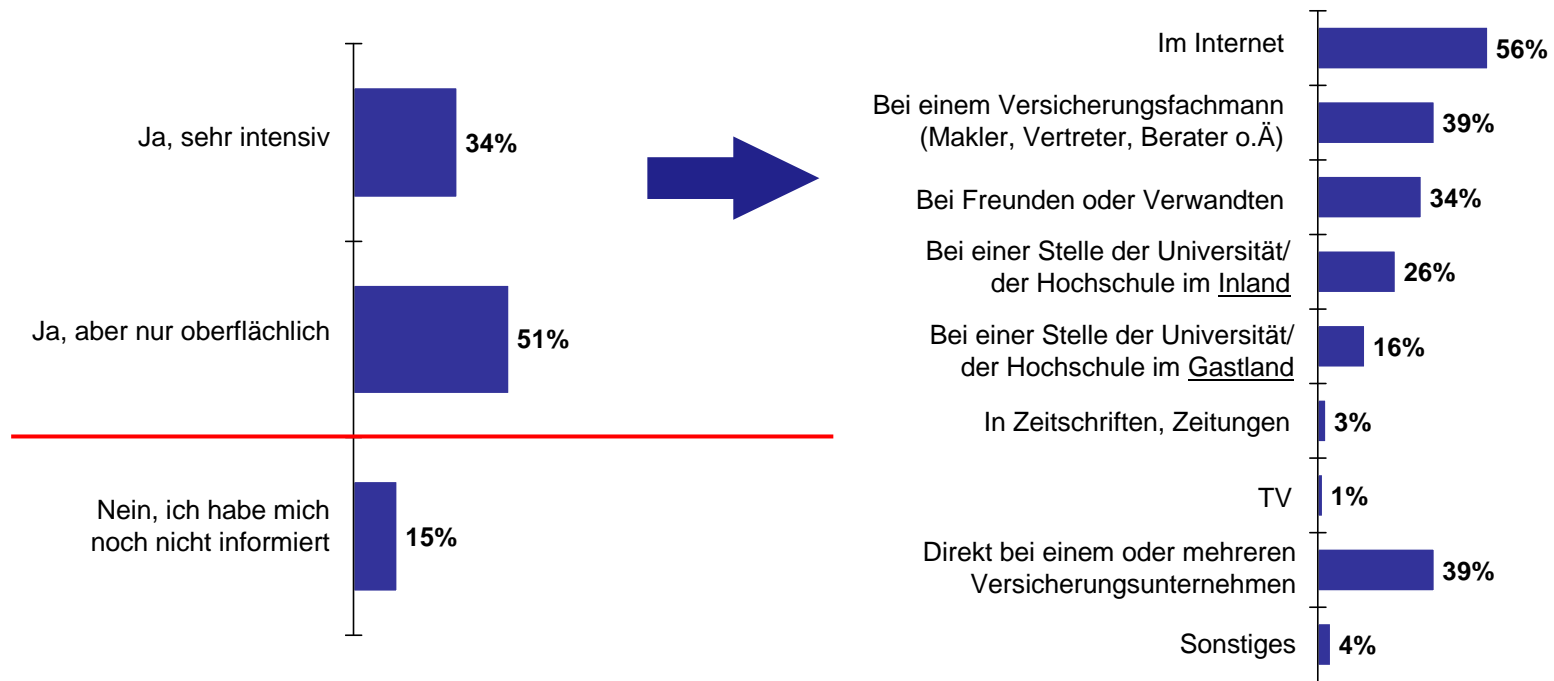 Ja, sehr intensiv
34%
Ja, aber nur oberflächlich
51%
Nein, ich habe mich
noch nicht informiert
15%
Im Internet
56%
Bei einem Versicherungsfachmann
(Makler, Vertreter, Berater o.Ä)
39%
Bei Freunden oder Verwandten
34%
Bei einer Stelle der Universität/
der Hochschule im Inland
26%
Bei einer Stelle der Universität/
der Hochschule im Gastland
16%
In Zeitschriften, Zeitungen
3%
TV
1%
Direkt bei einem oder mehreren
Versicherungsunternehmen
39%
Sonstiges
4%